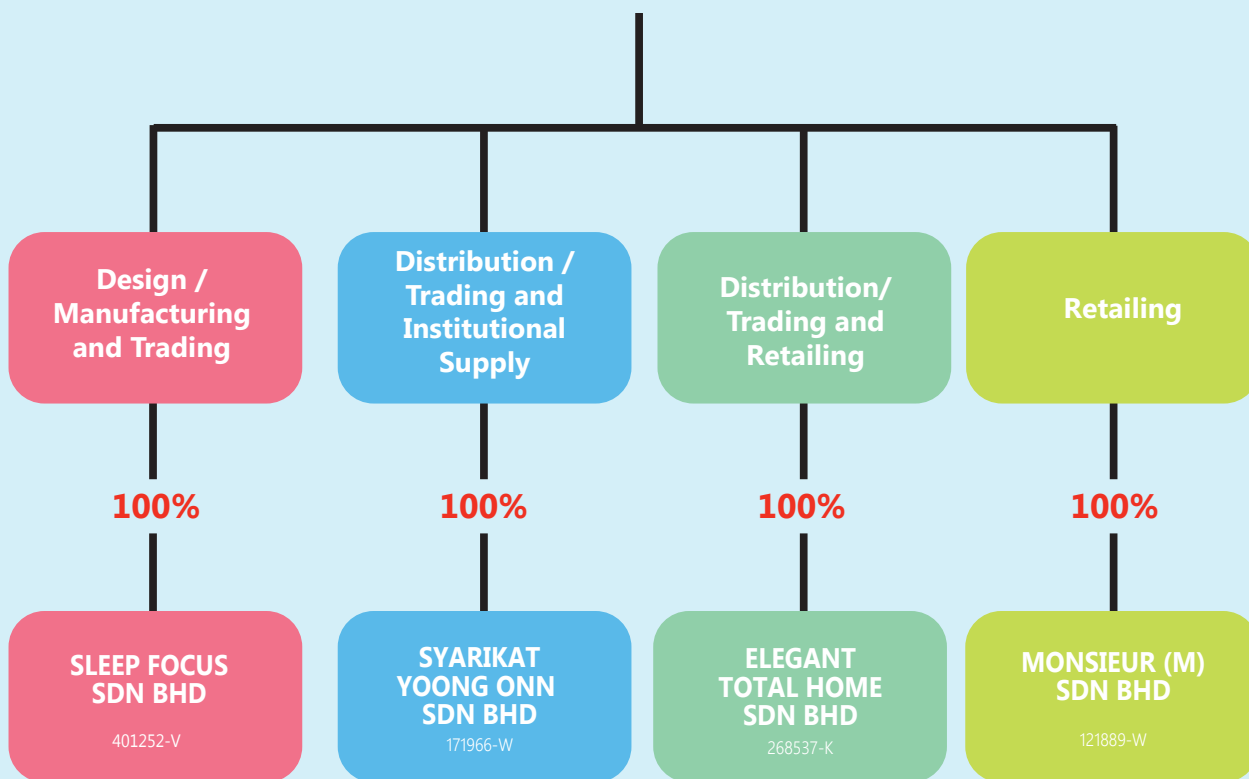 Design /
Manufacturing
and Trading
Distribution /
Trading and
Institutional
Supply
Distribution/
Trading and
Retailing
Retailing
100%
100%
100%
100%
SLEEP FOCUS
SDN BHD
401252-V
SYARIKAT
YOONG ONN
SDN BHD
171966-W
ELEGANT
TOTAL HOME
SDN BHD
268537-K
MONSIEUR (M)
SDN BHD
121889-W